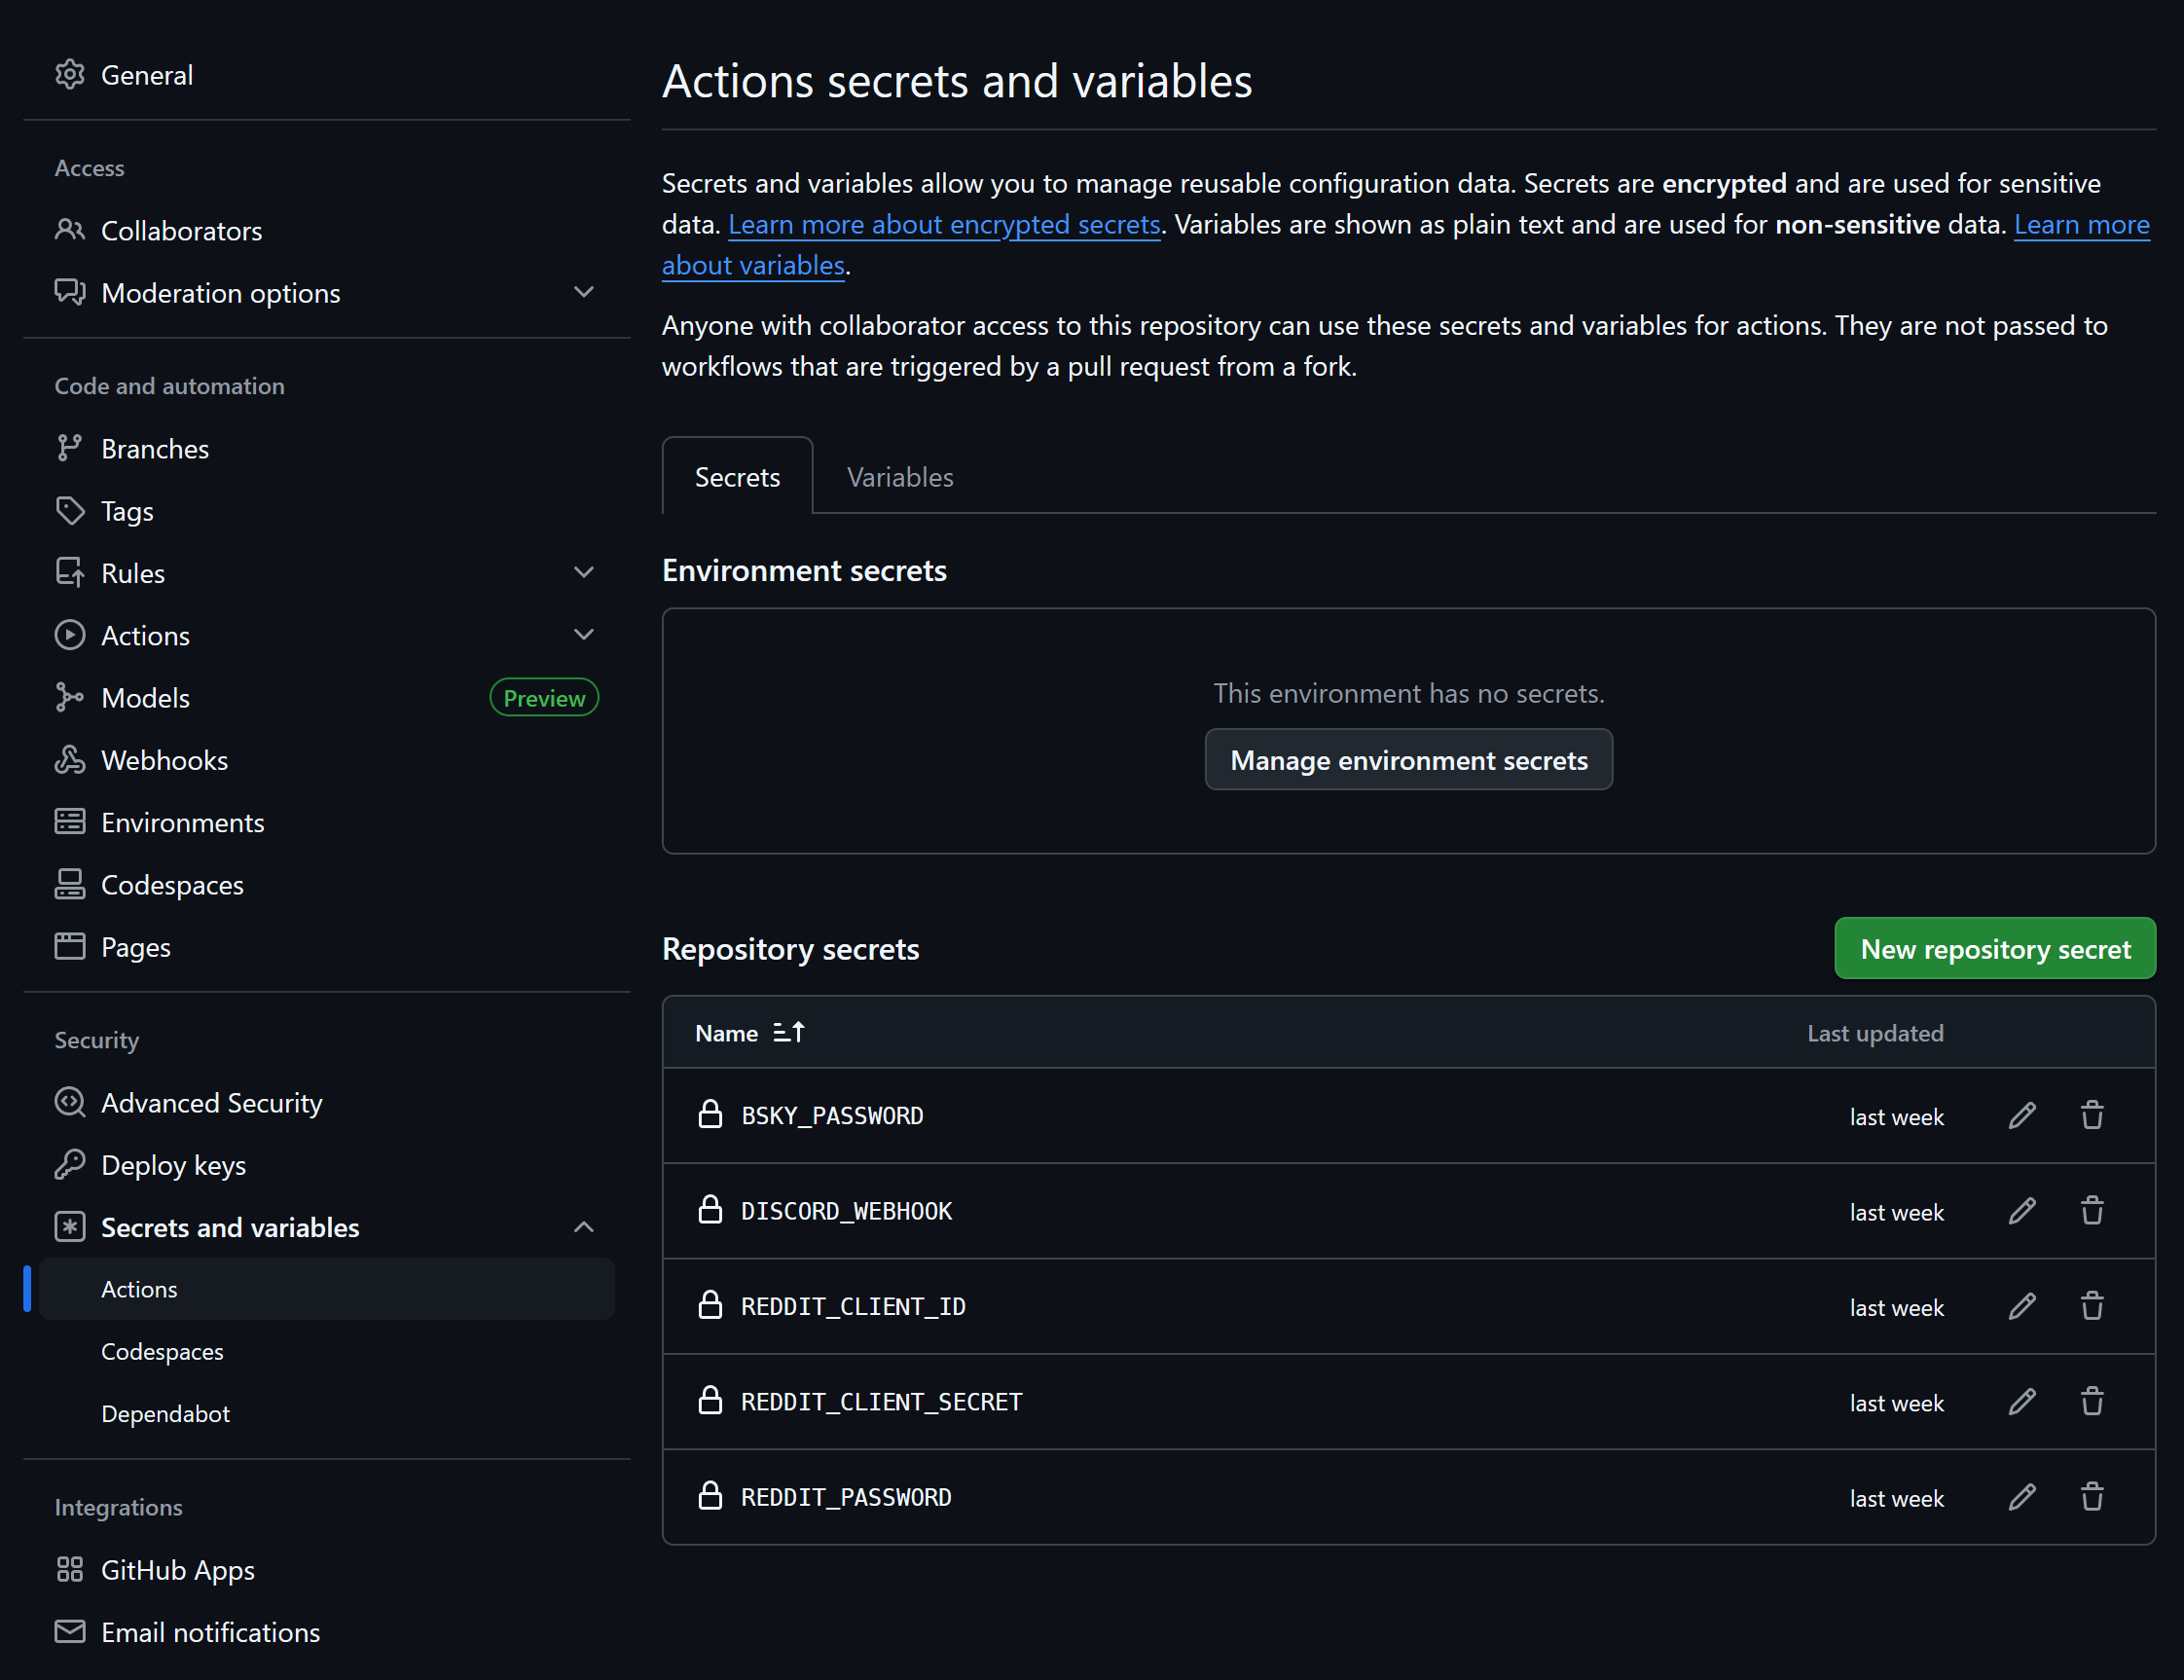 General
Access
Collaborators
Moderation options
Code and automation
Branches
Tags
Rules
Actions
Models
Preview
Webhooks
Environments
Codespaces
Pages
Security
Advanced Security
Deploy keys
Secrets and variables
Actions
Codespaces
Dependabot
Integrations
GitHub Apps
Email notifications
Actions secrets and variables
Secrets and variables allow you to manage reusable configuration data. Secrets are encrypted and are used for sensitive
data. Learn more about encrypted secrets. Variables are shown as plain text and are used for non-sensitive data. Learn more
about variables.
Anyone with collaborator access to this repository can use these secrets and variables for actions. They are not passed to
workflows that are triggered by a pull request from a fork.
Secrets
Variables
Environment secrets
This environment has no secrets.
Manage environment secrets
Repository secrets
New repository secret
Name
Last updated
BSKY_PASSWORD
last week
DISCORD_WEBHOOK
last week
REDDIT_CLIENT_ID
last week
REDDIT_CLIENT_SECRET
last week
REDDIT_PASSWORD
last week